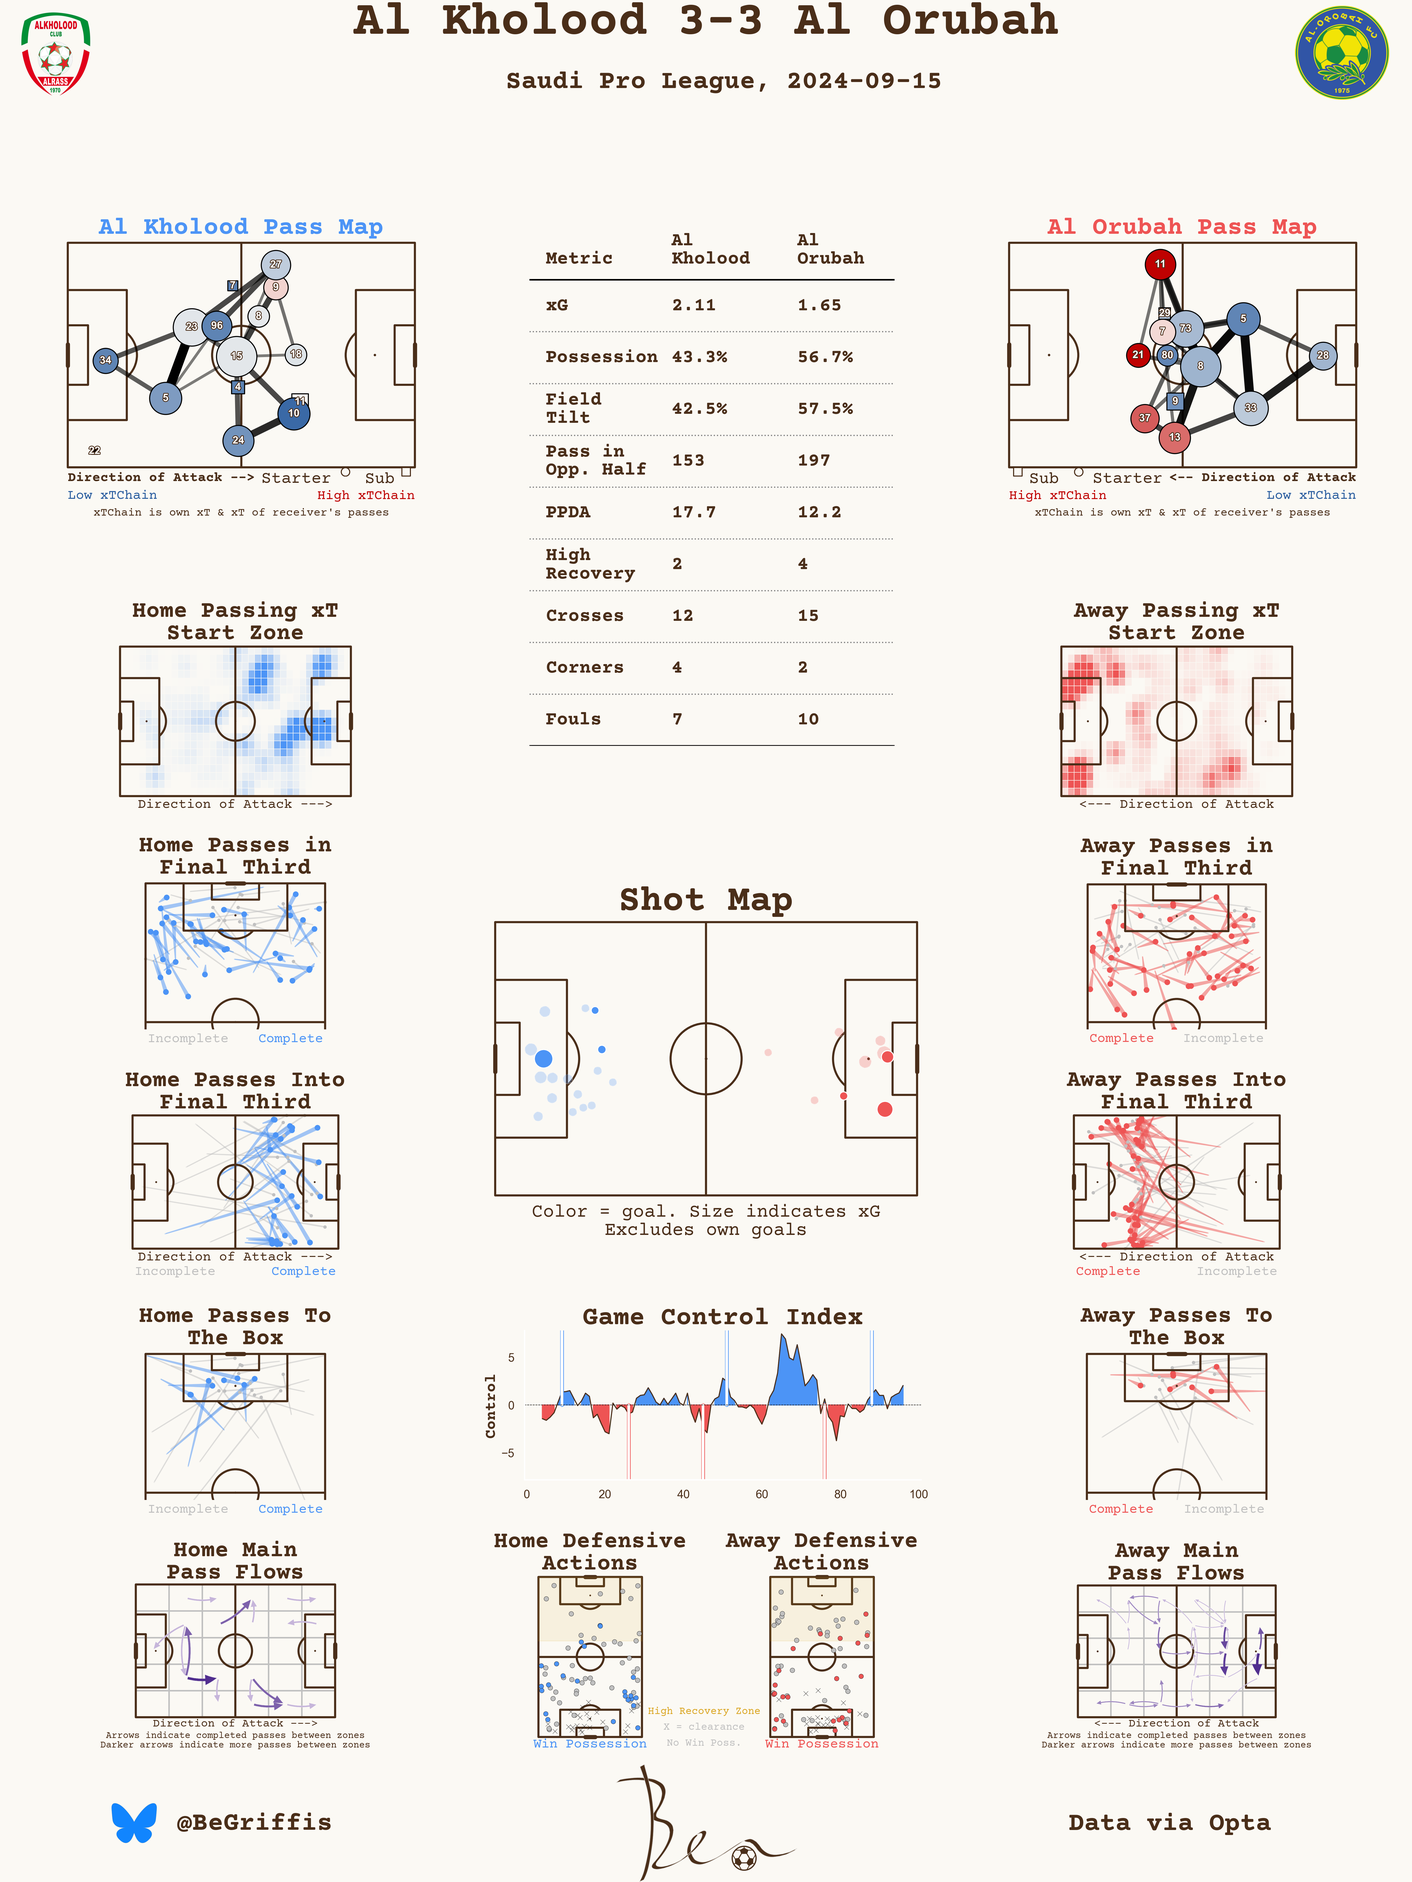 Al Kholood 3-3 Al Orubah
Saudi Pro League, 2024-09-15
ALKHOLOOD
CLUB
ALRASS
1970
AL-OROBAH FC
1975
Al Kholood Pass Map
27
7
9
8
23
96
34
15
18
4
5
11
10
24
22
Direction of Attack --> Starter Sub
Low xTChain High xTChain
xTChain is own xT & xT of receiver's passes
Metric Al Kholood Al Orubah
xG 2.11 1.65
Possession 43.3% 56.7%
Field Tilt 42.5% 57.5%
Pass in Opp. Half 153 197
PPDA 17.7 12.2
High Recovery 2 4
Crosses 12 15
Corners 4 2
Fouls 7 10
Al Orubah Pass Map
11
29
7
73
5
21
80
8
28
9
33
37
13
Sub Starter <-- Direction of Attack
High xTChain Low xTChain
xTChain is own xT & xT of receiver's passes
Home Passing xT
Start Zone
Direction of Attack --->
Away Passing xT
Start Zone
<--- Direction of Attack
Home Passes in
Final Third
Incomplete Complete
Away Passes in
Final Third
Complete Incomplete
Shot Map
Color = goal. Size indicates xG
Excludes own goals
Home Passes Into
Final Third
Direction of Attack --->
Incomplete Complete
Away Passes Into
Final Third
<--- Direction of Attack
Complete Incomplete
Home Passes To
The Box
Incomplete Complete
Game Control Index
Control
5
0
−5
0 20 40 60 80 100
Away Passes To
The Box
Complete Incomplete
Home Main
Pass Flows
Direction of Attack --->
Arrows indicate completed passes between zones
Darker arrows indicate more passes between zones
Home Defensive
Actions
Win Possession
Away Defensive
Actions
Win Possession
High Recovery Zone
X = clearance
No Win Poss.
Away Main
Pass Flows
<--- Direction of Attack
Arrows indicate completed passes between zones
Darker arrows indicate more passes between zones
@BeGriffis
Ben
Data via Opta